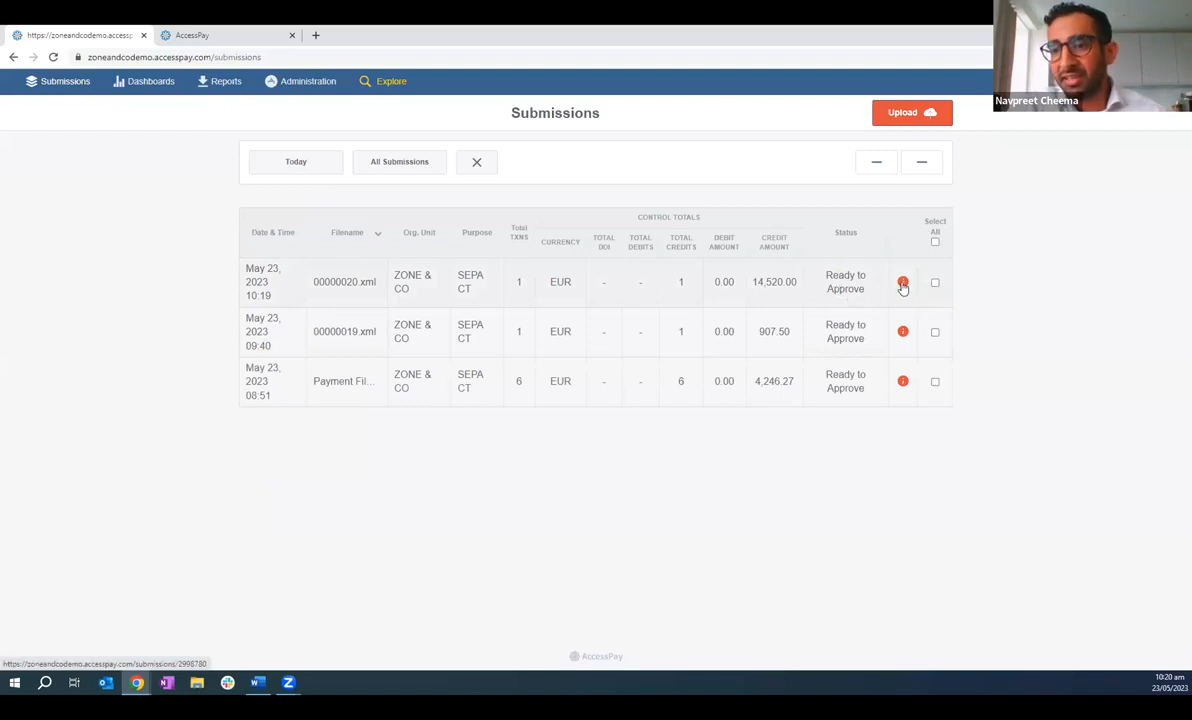 https://zoneandcodemo.accessp:
AccessPay
zoneandcodemo.accesspay.com/submissions
Submissions
Dashboards
Reports
Administration
Explore
Navpreet Cheema
Submissions
Upload
Today
All Submissions
Date & Time
Filename
Org. Unit
Purpose
Total
TXNS
CONTROL TOTALS
CURRENCY
TOTAL
DDI
TOTAL
DEBITS
TOTAL
CREDITS
DEBIT
AMOUNT
CREDIT
AMOUNT
Status
Select
All
May 23,
2023
10:19
00000020.xml
ZONE &
CO
SEPA
CT
1
EUR
-
-
1
0.00
14,520.00
Ready to
Approve
May 23,
2023
09:40
00000019.xml
ZONE &
CO
SEPA
CT
1
EUR
-
-
1
0.00
907.50
Ready to
Approve
May 23,
2023
08:51
Payment Fil...
ZONE &
CO
SEPA
CT
6
EUR
-
-
6
0.00
4,246.27
Ready to
Approve
AccessPay
https://zoneandcodemo.accesspay.com/submissions/2998780
10:20 am
23/05/2023